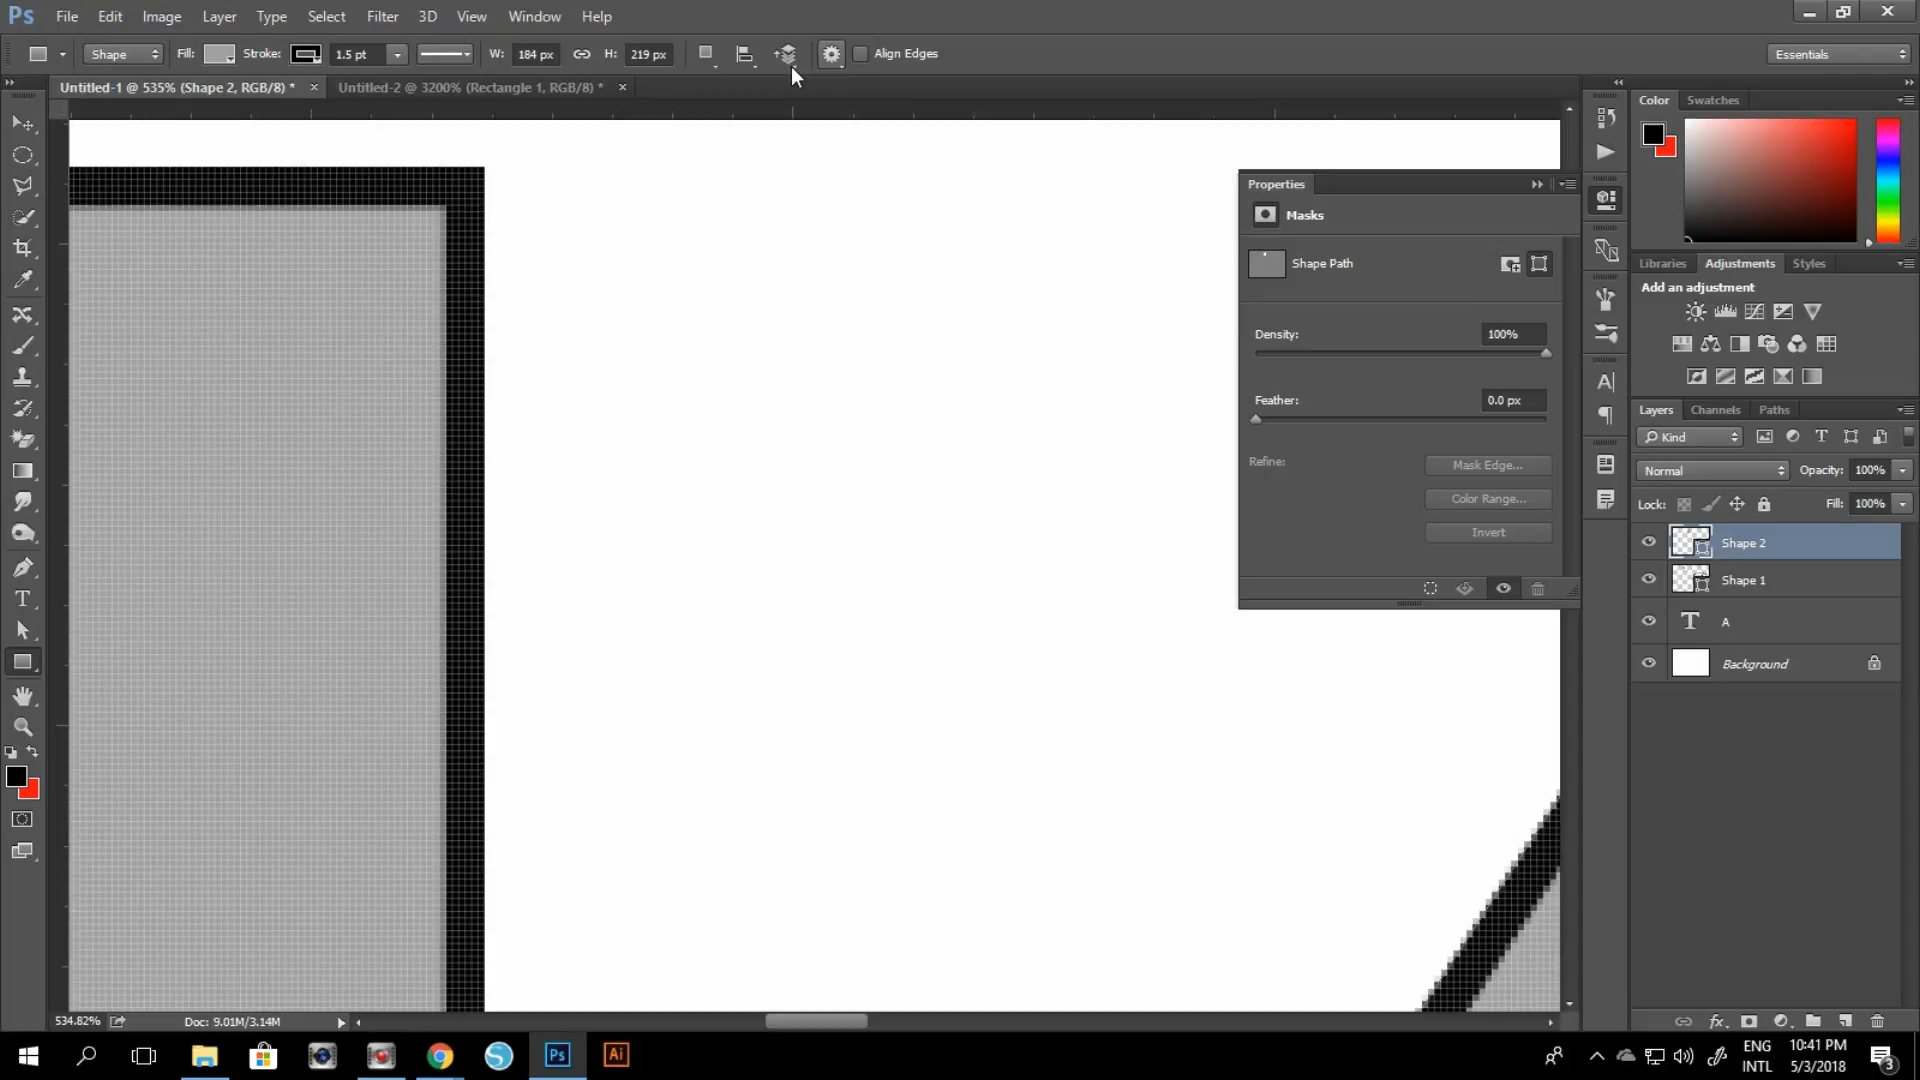 Ps File Edit Image Layer Type Select Filter 3D View Window Help
Shape Fill: Stroke: 1.5 pt W: 184 px H: 219 px Align Edges Essentials
Untitled-1 @ 535% (Shape 2, RGB/8) * × Untitled-2 @ 3200% (Rectangle 1, RGB/8) * ×
Color Swatches
Properties
Masks
Shape Path
Density: 100%
Feather: 0.0 px
Refine: Mask Edge...
Color Range...
Invert
Libraries Adjustments Styles
Add an adjustment
Layers Channels Paths
Kind
Normal Opacity: 100%
Lock: Fill: 100%
Shape 2
Shape 1
T A
Background
534.82% Doc: 9.01M/3.14M
Ps Ai ENG 10:41 PM
INTL 5/3/2018 3